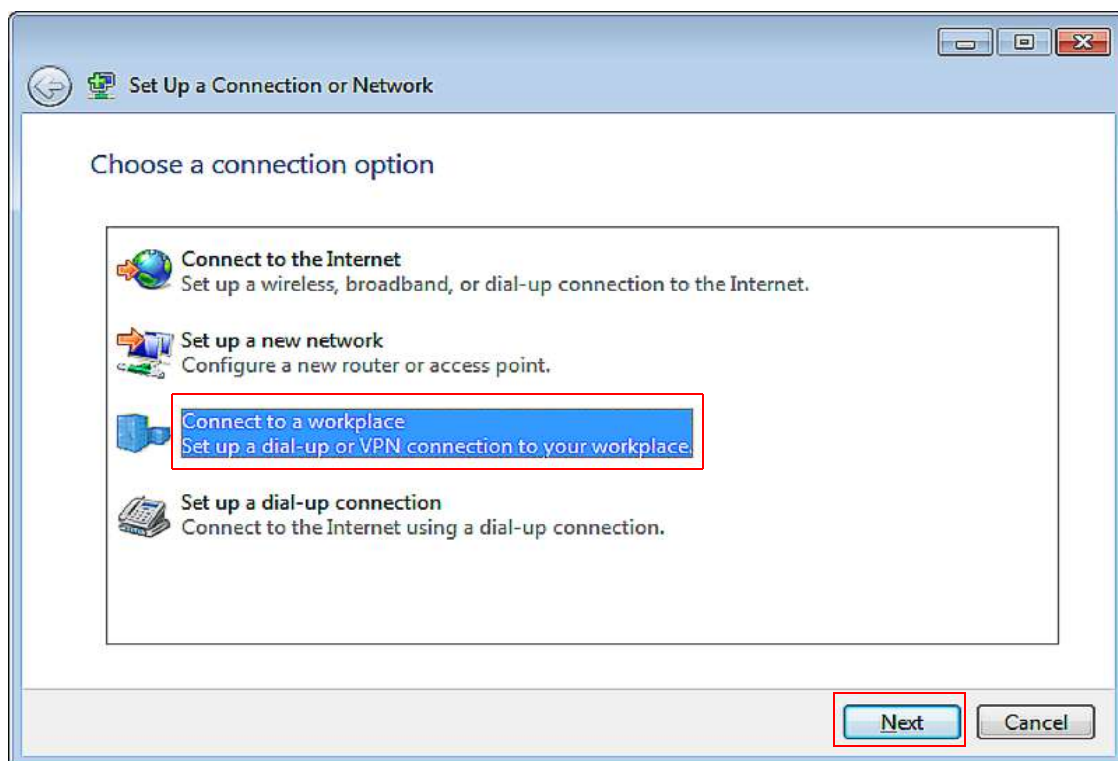 Set Up a Connection or Network
Choose a connection option
Connect to the Internet
Set up a wireless, broadband, or dial-up connection to the Internet.
Set up a new network
Configure a new router or access point.
Connect to a workplace
Set up a dial-up or VPN connection to your workplace.
Set up a dial-up connection
Connect to the Internet using a dial-up connection.
Next
Cancel